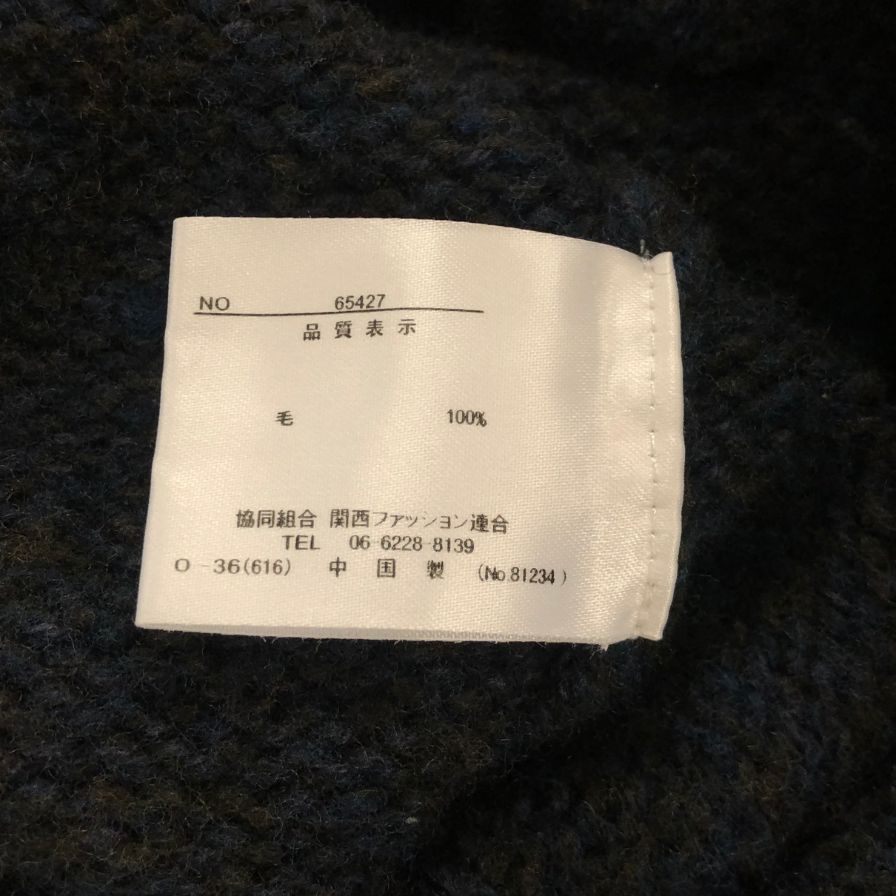 NO 65427
品質表示
毛 100%
協同組合 関西ファッション連合
TEL 06-6228-8139
O-36(616) 中国製 (No.81234)